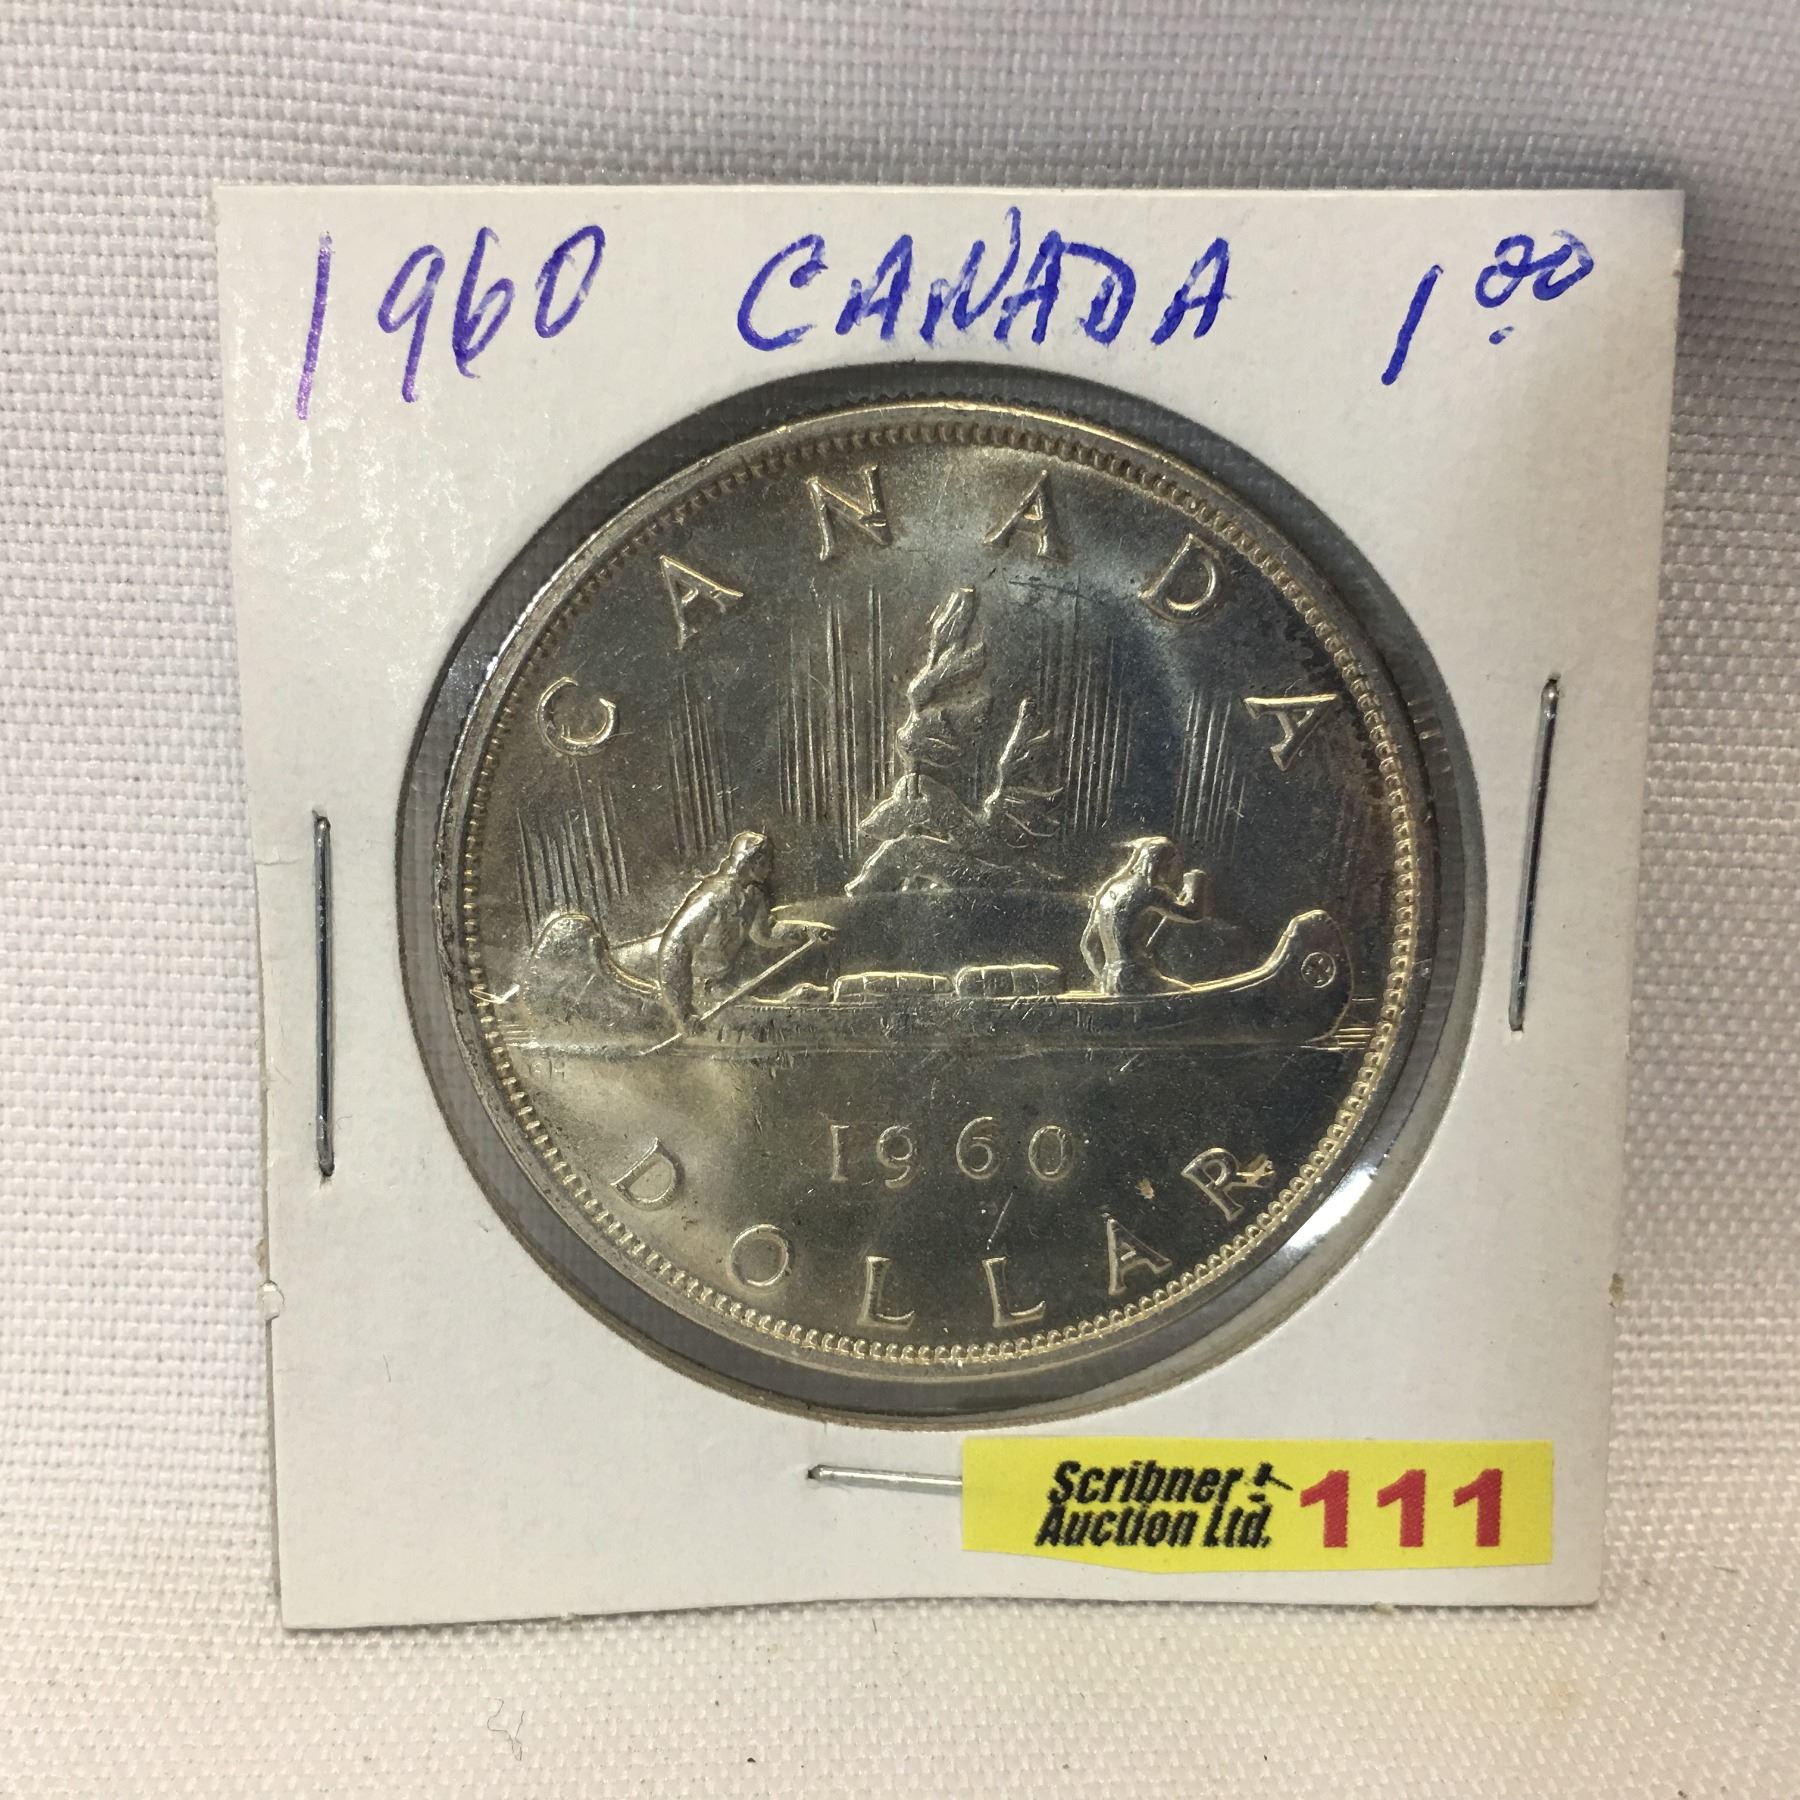 1960 CANADA 1.00
CANADA
1960
DOLLAR
Scribner
Auction Ltd. 111